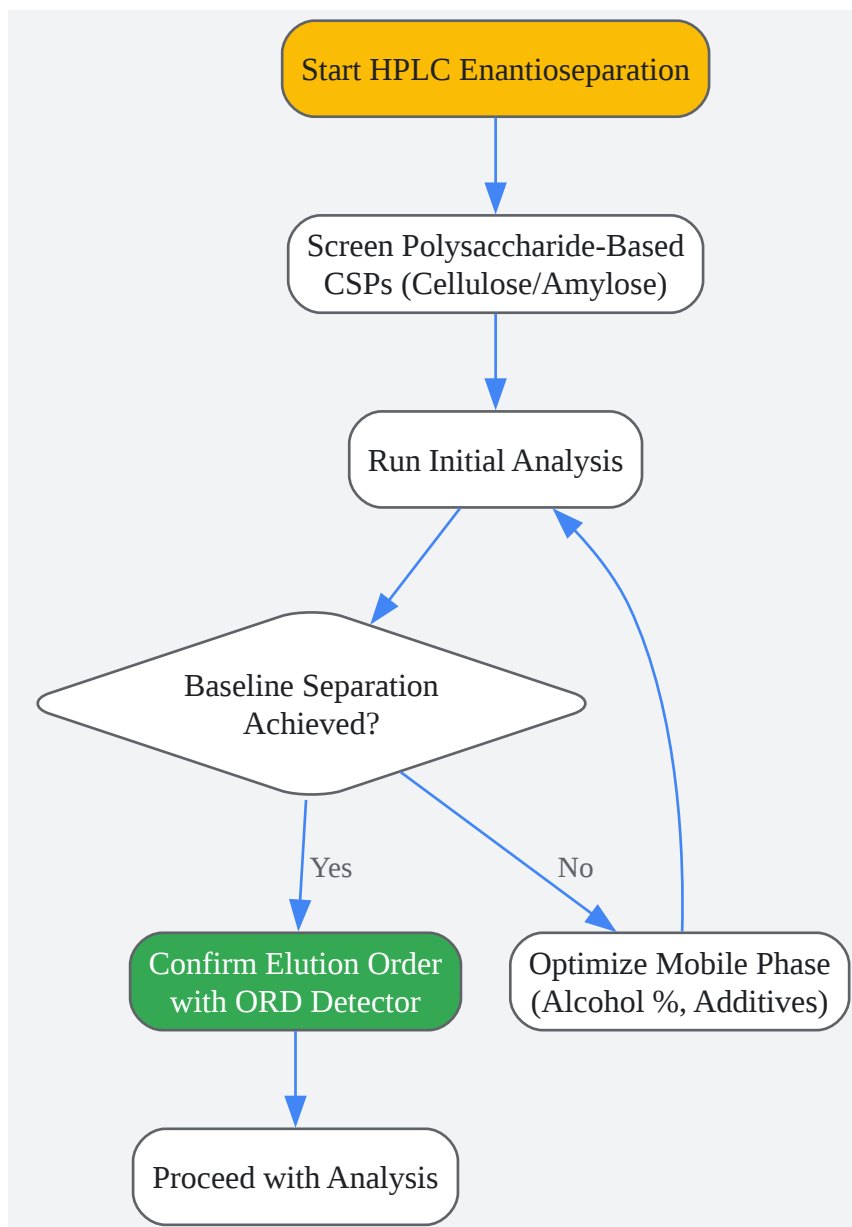 Start HPLC Enantioseparation
Screen Polysaccharide-Based
CSPs (Cellulose/Amylose)
Run Initial Analysis
Baseline Separation
Achieved?
Yes
No
Confirm Elution Order
with ORD Detector
Optimize Mobile Phase
(Alcohol %, Additives)
Proceed with Analysis